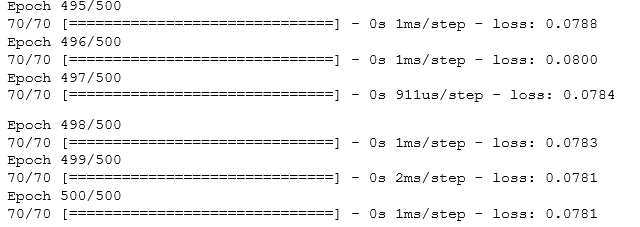 Epoch 495/500
70/70 [==============================] - 0s 1ms/step - loss: 0.0788
Epoch 496/500
70/70 [==============================] - 0s 1ms/step - loss: 0.0800
Epoch 497/500
70/70 [==============================] - 0s 911us/step - loss: 0.0784
Epoch 498/500
70/70 [==============================] - 0s 1ms/step - loss: 0.0783
Epoch 499/500
70/70 [==============================] - 0s 2ms/step - loss: 0.0781
Epoch 500/500
70/70 [==============================] - 0s 1ms/step - loss: 0.0781